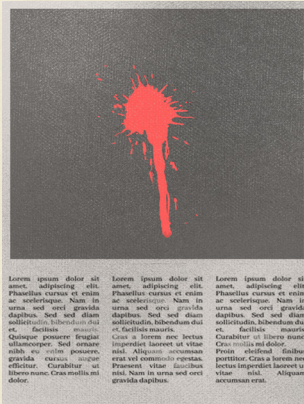 Lorem ipsum dolor sit
amet, adipiscing elit.
Phasellus cursus et enim
ac scelerisque. Nam in
urna sed orci gravida
dapibus. Sed sed diam
sollicitudin, bibendum dui
et, facilisis mauris.
Quisque posuere feugiat
ullamcorper. Sed ornare
nibh eu enim posuere,
gravida cursus augue
efficitur. Curabitur ut
libero nunc. Cras mollis mi
dolor.
Lorem ipsum dolor sit
amet, adipiscing elit.
Phasellus cursus et enim
ac scelerisque. Nam in
urna sed orci gravida
dapibus. Sed sed diam
sollicitudin, bibendum dui
et, facilisis mauris.
Cras a lorem nec lectus
imperdiet laoreet ut vitae
nisi. Aliquam accumsan
erat vel commodo egestas.
Praesent vitae faucibus
nisi. Nam in urna sed orci
gravida dapibus.
Lorem ipsum dolor sit
amet, adipiscing elit.
Phasellus cursus et enim
ac scelerisque. Nam in
urna sed orci gravida
dapibus. Sed sed diam
sollicitudin, bibendum dui
et, facilisis mauris.
Curabitur ut libero nunc.
Cras mollis mi dolor.
Proin eleifend finibus
porttitor. Cras a lorem nec
lectus imperdiet laoreet ut
vitae nisi. Aliquam
accumsan erat.